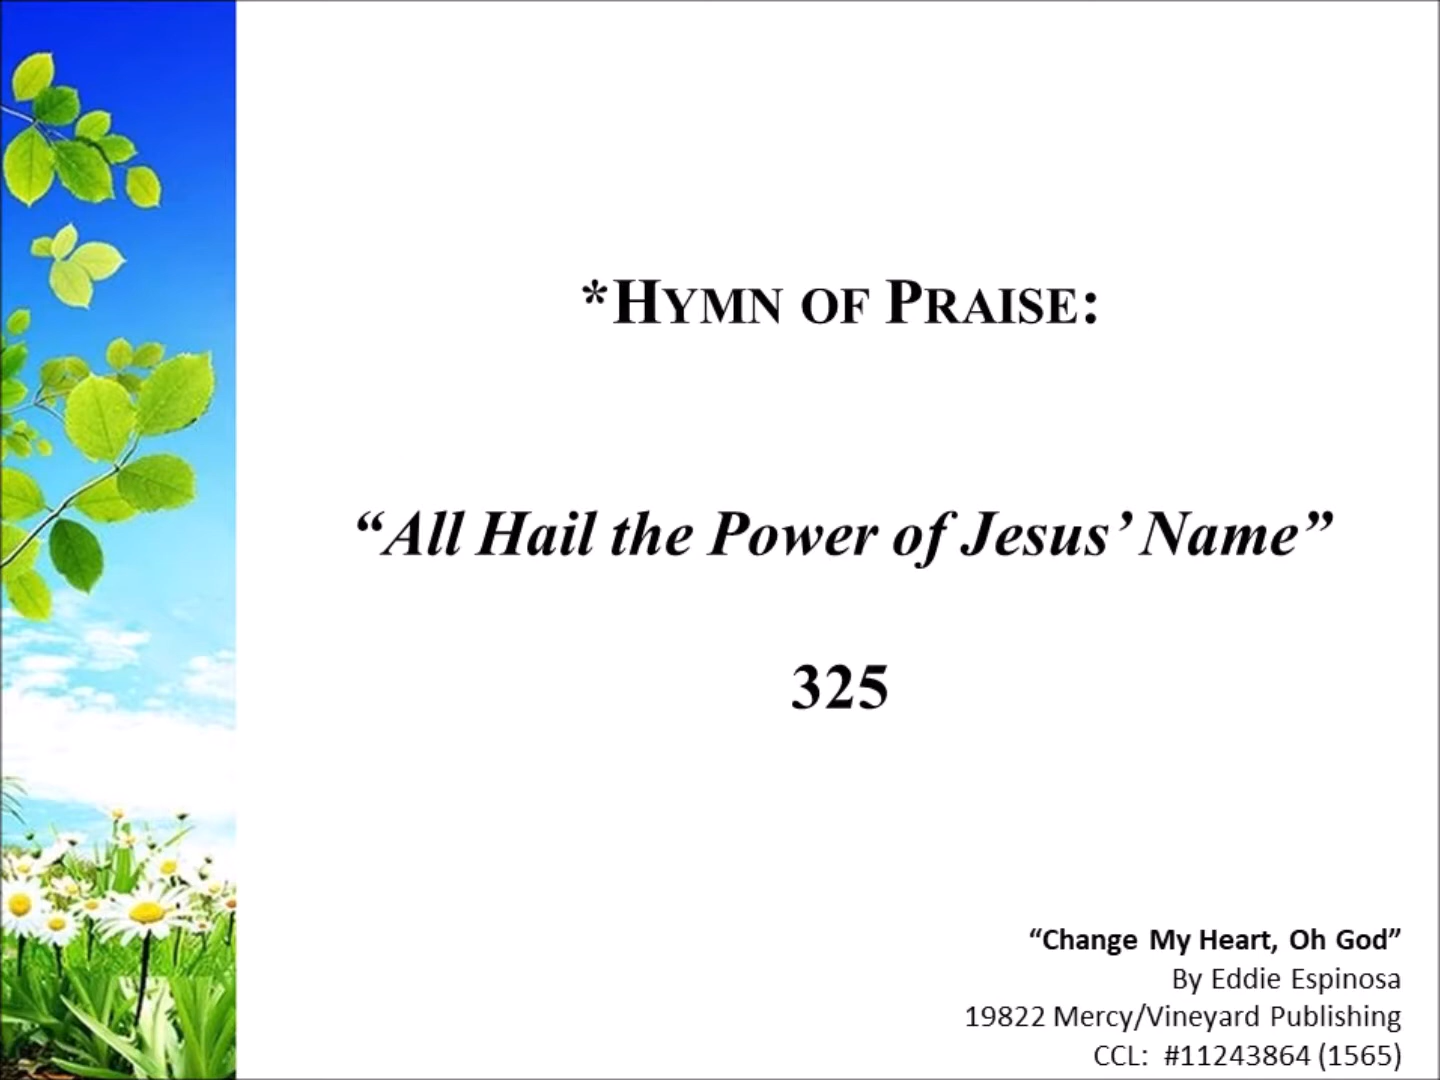 *HYMN OF PRAISE:
“All Hail the Power of Jesus’ Name”
325
“Change My Heart, Oh God”
By Eddie Espinosa
19822 Mercy/Vineyard Publishing
CCL: #11243864 (1565)